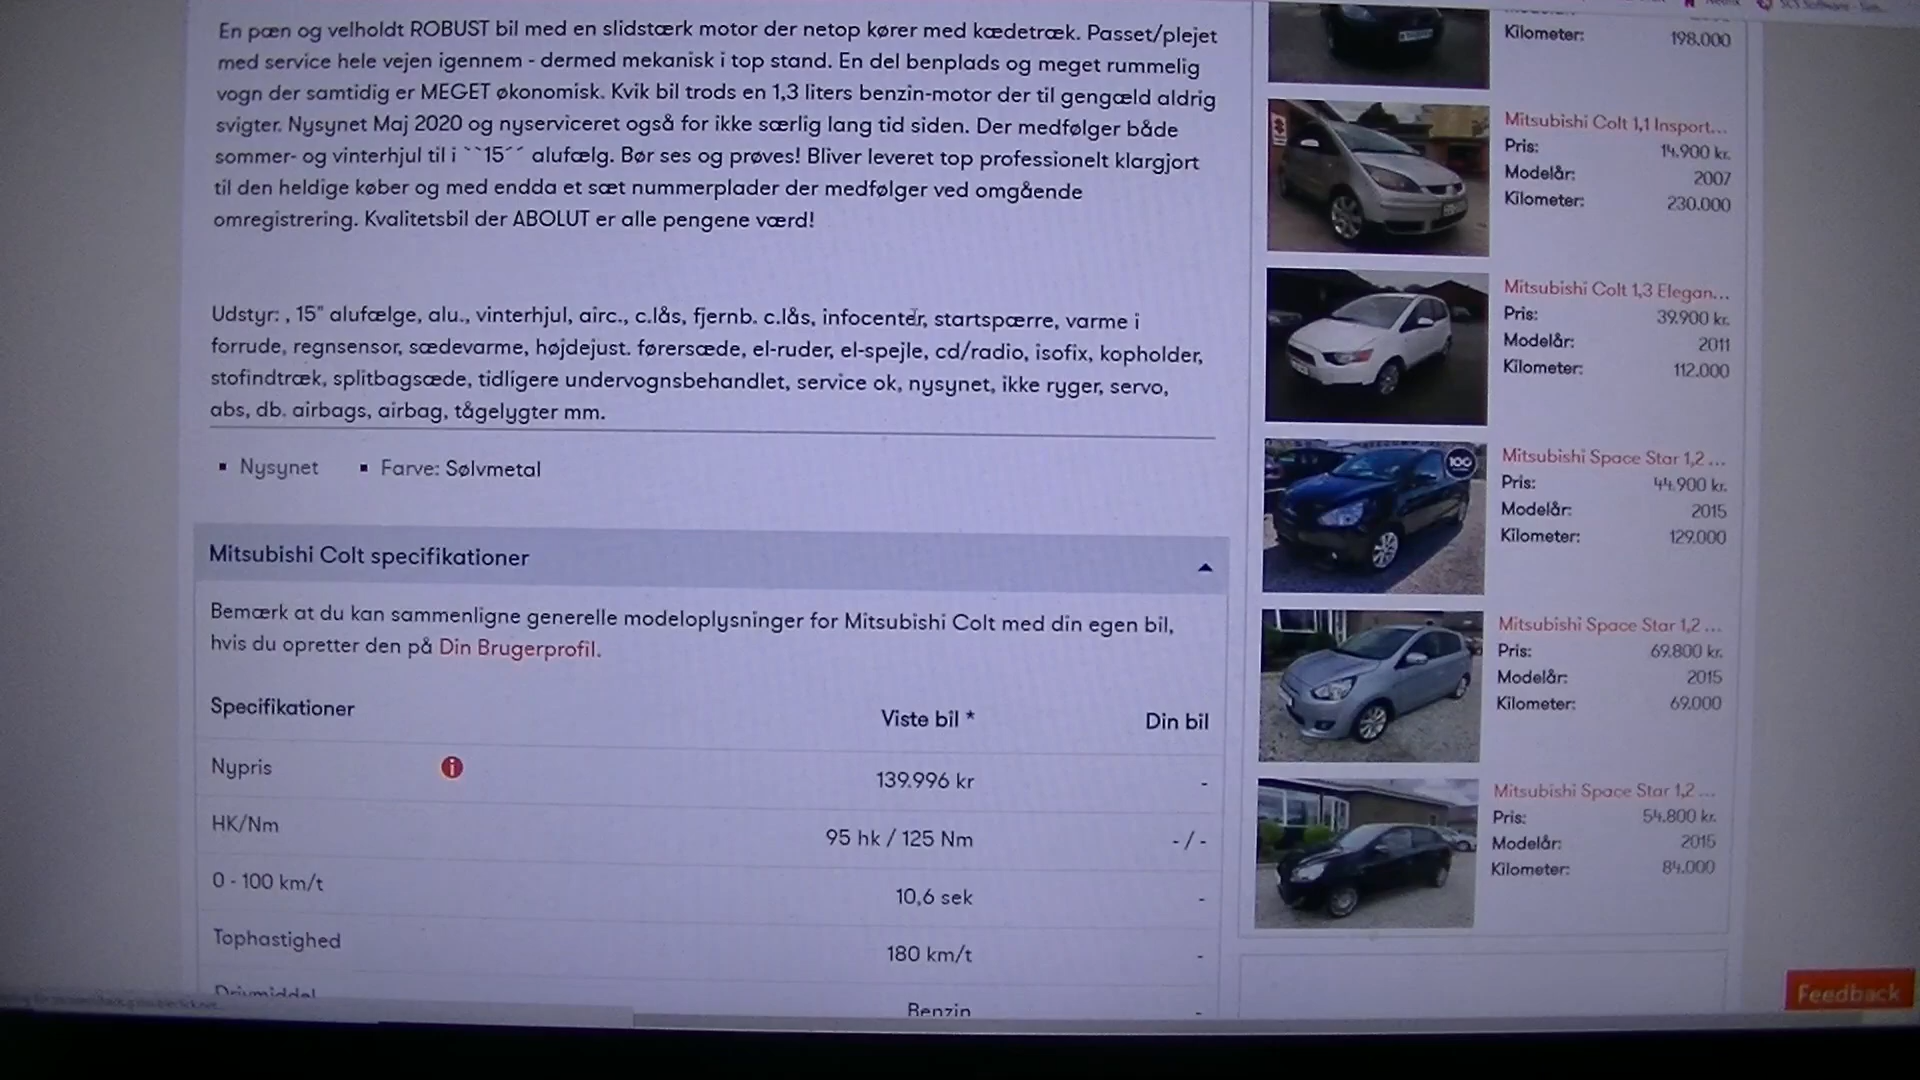 En pæn og velholdt ROBUST bil med en slidstærk motor der netop kører med kædetræk. Passet/plejet
med service hele vejen igennem - dermed mekanisk i top stand. En del benplads og meget rummelig
vogn der samtidig er MEGET økonomisk. Kvik bil trods en 1,3 liters benzin-motor der til gengæld aldrig
svigter. Nysynet Maj 2020 og nyserviceret også for ikke særlig lang tid siden. Der medfølger både
sommer- og vinterhjul til i ``15´´ alufælg. Bør ses og prøves! Bliver leveret top professionelt klargjort
til den heldige køber og med endda et sæt nummerplader der medfølger ved omgående
omregistrering. Kvalitetsbil der ABOLUT er alle pengene værd!
Udstyr: , 15" alufælge, alu., vinterhjul, airc., c.lås, fjernb. c.lås, infocenter, startspærre, varme i
forrude, regnsensor, sædevarme, højdejust. førersæde, el-ruder, el-spejle, cd/radio, isofix, kopholder,
stofindtræk, splitbagsæde, tidligere undervognsbehandlet, service ok, nysynet, ikke ryger, servo,
abs, db. airbags, airbag, tågelygter mm.
▪ Nysynet ▪ Farve: Sølvmetal
Mitsubishi Colt specifikationer
Bemærk at du kan sammenligne generelle modeloplysninger for Mitsubishi Colt med din egen bil,
hvis du opretter den på Din Brugerprofil.
Specifikationer Viste bil * Din bil
Nypris 139.996 kr -
HK/Nm 95 hk / 125 Nm - / -
0 - 100 km/t 10,6 sek -
Tophastighed 180 km/t -
Drivmiddel Benzin -
Kilometer: 198.000
Mitsubishi Colt 1,1 Insport...
Pris: 14.900 kr.
Modelår: 2007
Kilometer: 230.000
Mitsubishi Colt 1,3 Elegan...
Pris: 39.900 kr.
Modelår: 2011
Kilometer: 112.000
100
Mitsubishi Space Star 1,2 ...
Pris: 44.900 kr.
Modelår: 2015
Kilometer: 129.000
Mitsubishi Space Star 1,2 ...
Pris: 69.800 kr.
Modelår: 2015
Kilometer: 69.000
Mitsubishi Space Star 1,2 ...
Pris: 54.800 kr.
Modelår: 2015
Kilometer: 84.000
Feedback